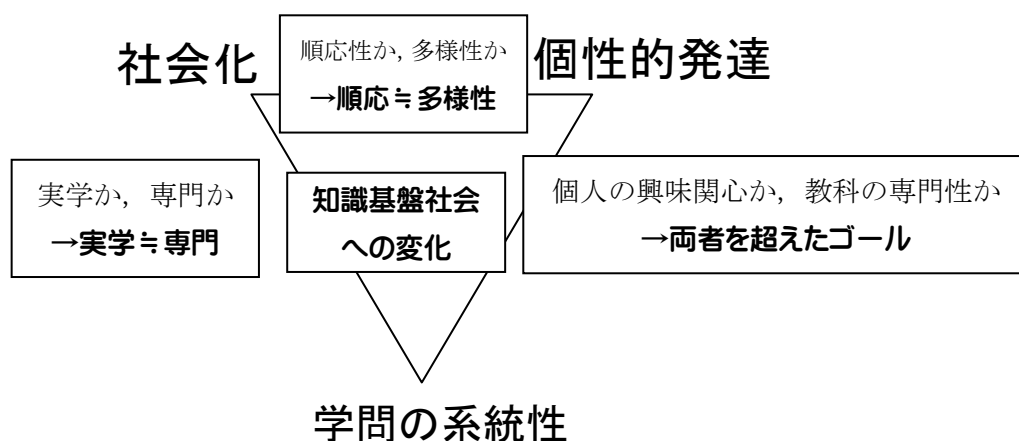 社会化
順応性か，多様性か
→順応≒多様性
個性的発達
実学か，専門か
→実学≒専門
知識基盤社会
への変化
個人の興味関心か，教科の専門性か
→両者を超えたゴール
学問の系統性